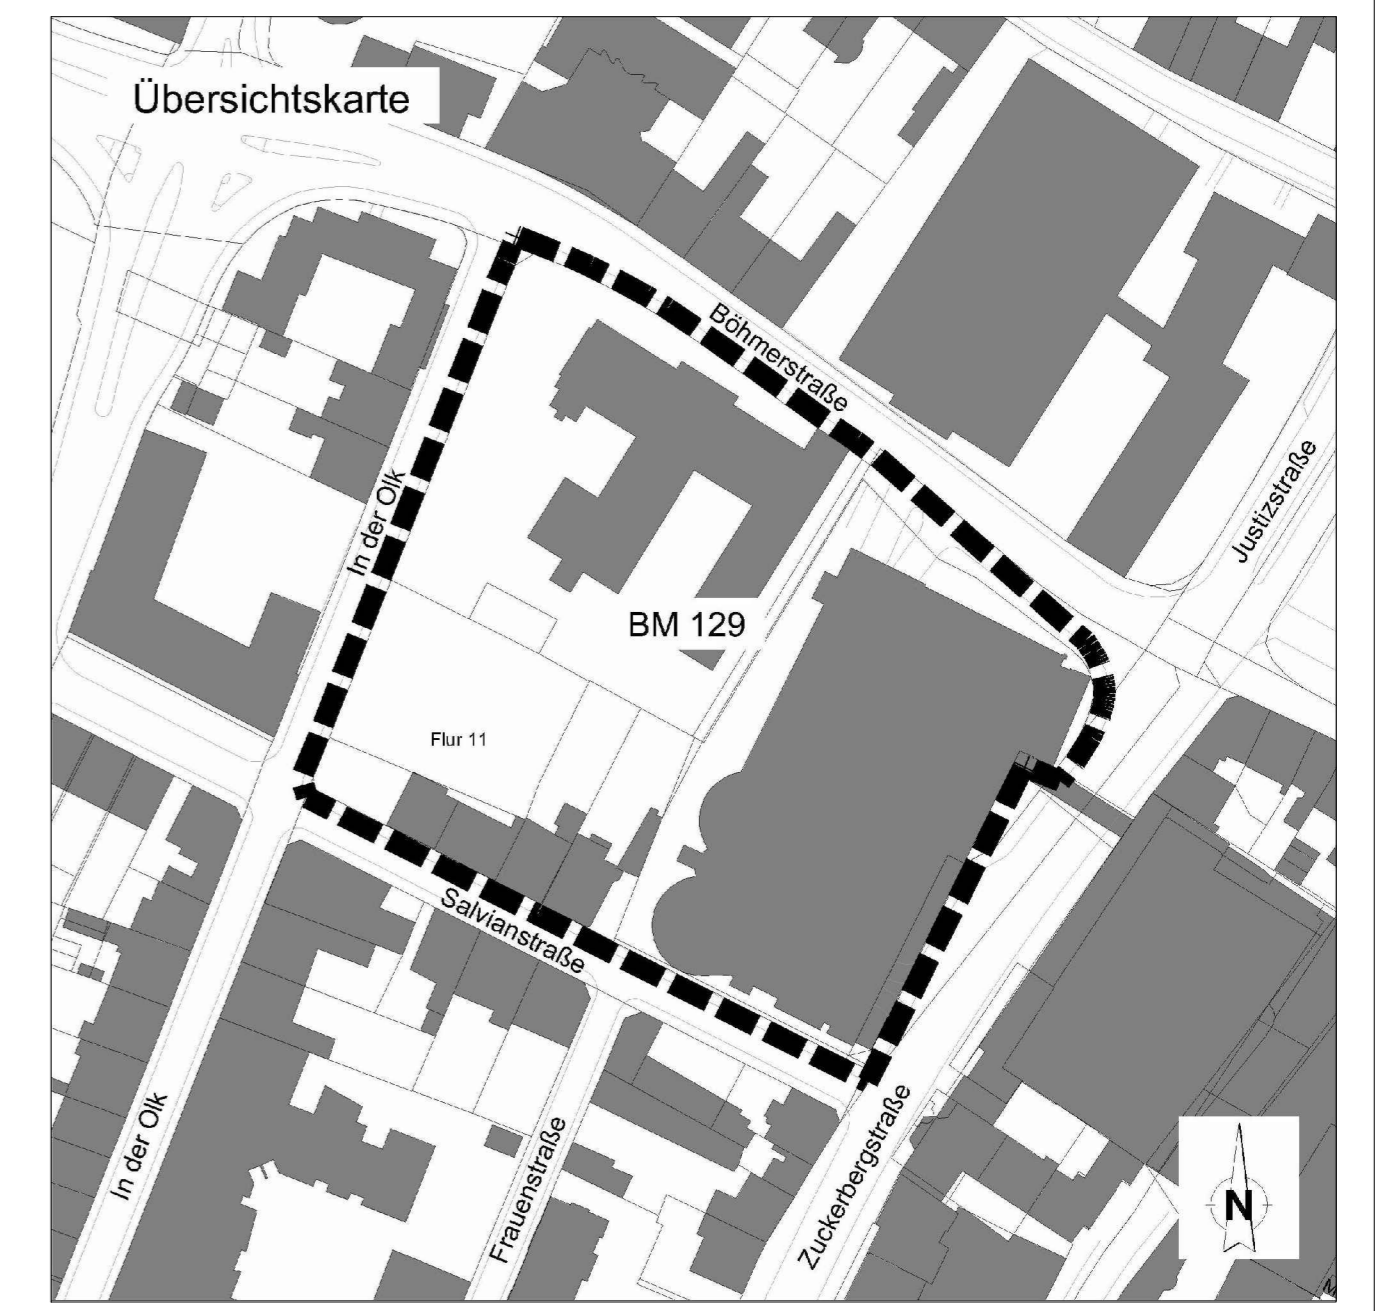 Übersichtskarte
Böhmerstraße
Justizstraße
In der Olk
BM 129
Flur 11
Salvianstraße
In der Olk
Frauenstraße
Zuckerbergstraße
N